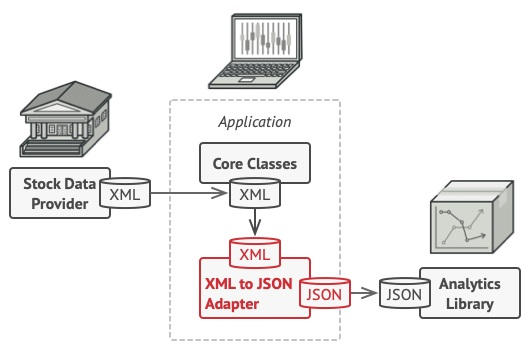 Application
Core Classes
XML
Stock Data
Provider
XML
XML
XML to JSON
Adapter
JSON
JSON
Analytics
Library